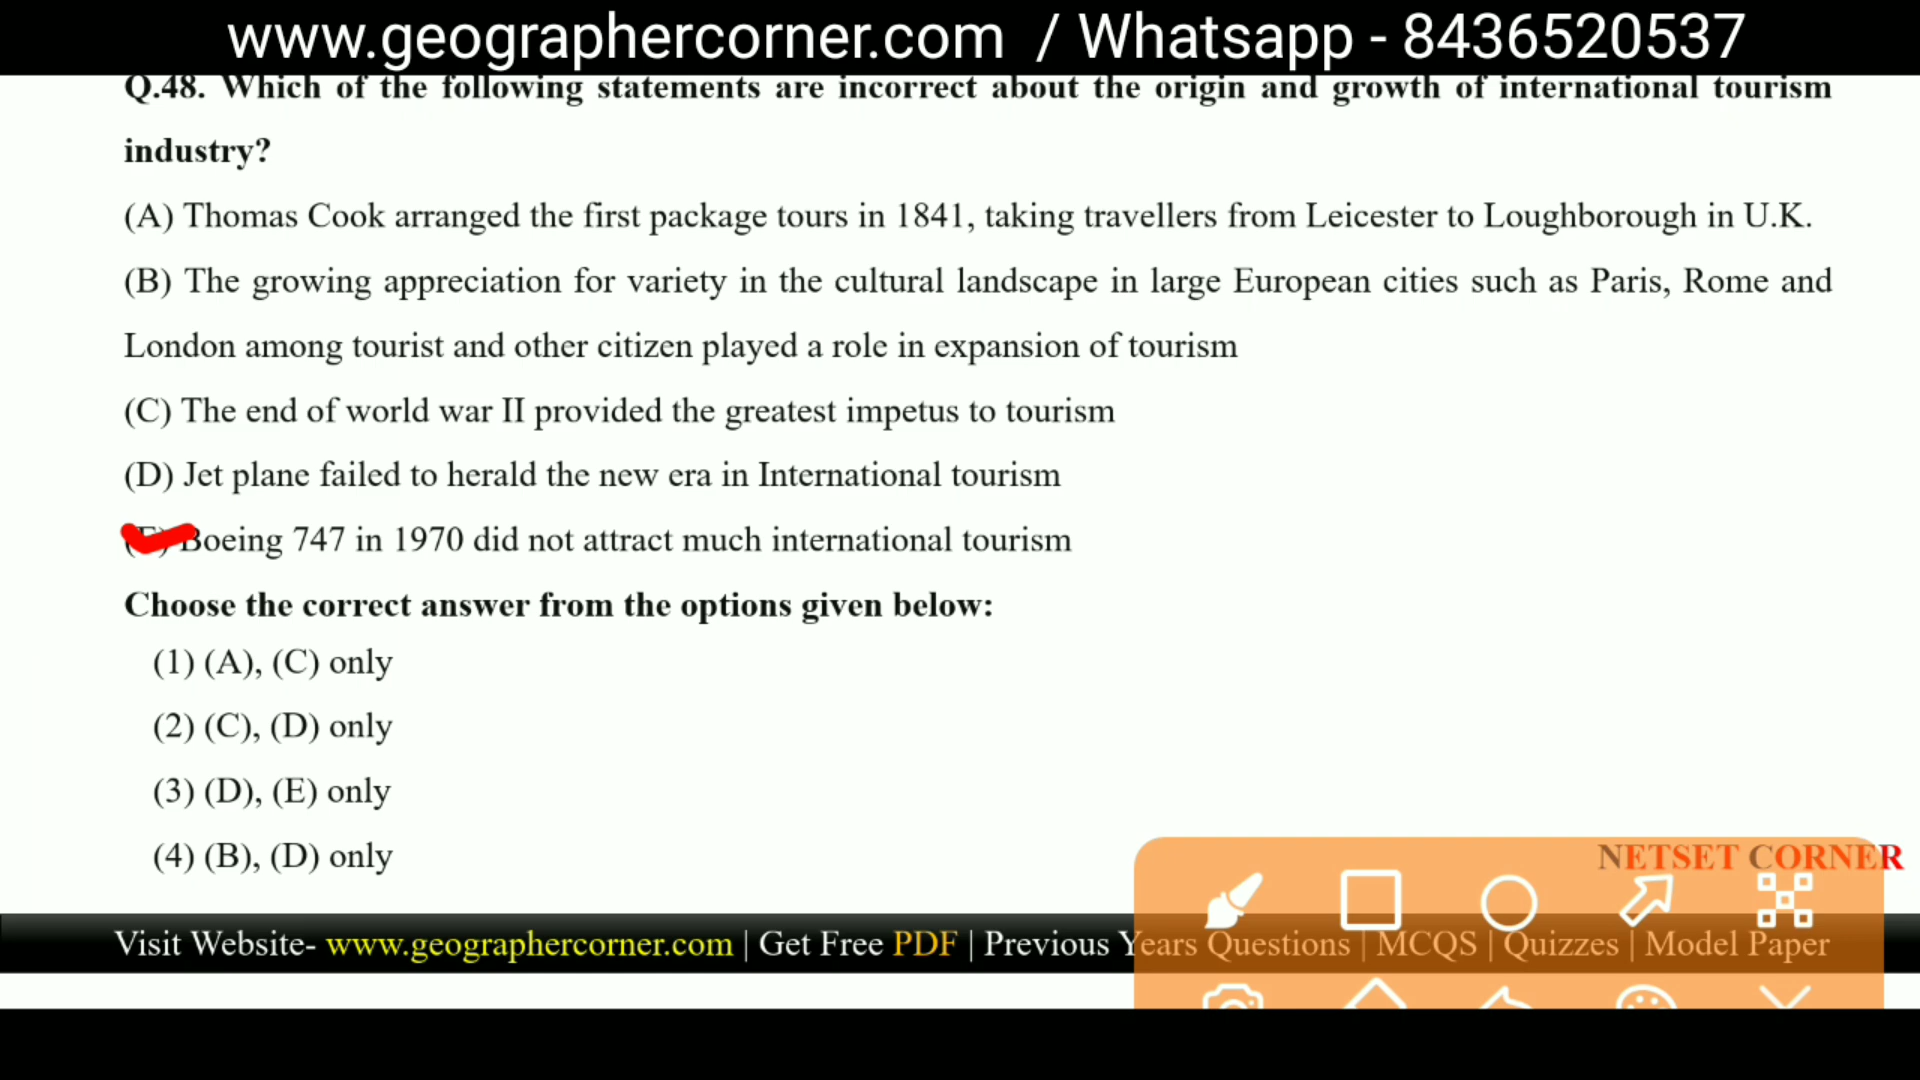 www.geographercorner.com / Whatsapp - 8436520537
Q.48. Which of the following statements are incorrect about the origin and growth of international tourism
industry?
(A) Thomas Cook arranged the first package tours in 1841, taking travellers from Leicester to Loughborough in U.K.
(B) The growing appreciation for variety in the cultural landscape in large European cities such as Paris, Rome and
London among tourist and other citizen played a role in expansion of tourism
(C) The end of world war II provided the greatest impetus to tourism
(D) Jet plane failed to herald the new era in International tourism
(E) Boeing 747 in 1970 did not attract much international tourism
Choose the correct answer from the options given below:
(1) (A), (C) only
(2) (C), (D) only
(3) (D), (E) only
(4) (B), (D) only
NETSET CORNER
Visit Website- www.geographercorner.com | Get Free PDF | Previous Years Questions | MCQS | Quizzes | Model Paper